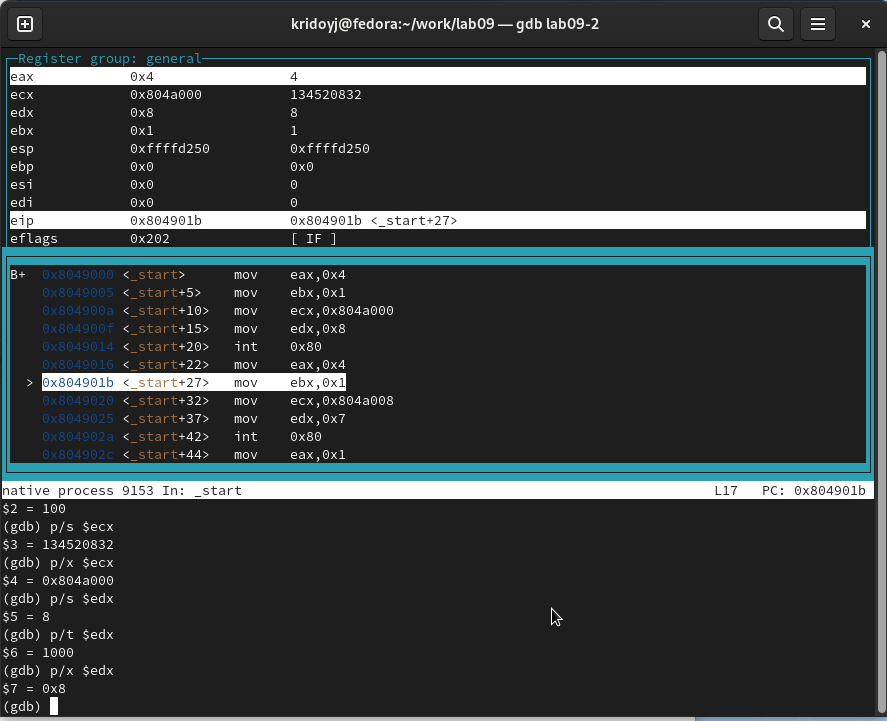 kridoyj@fedora:~/work/lab09 — gdb lab09-2
Register group: general
eax 0x4 4
ecx 0x804a000 134520832
edx 0x8 8
ebx 0x1 1
esp 0xffffd250 0xffffd250
ebp 0x0 0x0
esi 0x0 0
edi 0x0 0
eip 0x804901b 0x804901b <_start+27>
eflags 0x202 [ IF ]
B+ 0x8049000 <_start> mov eax,0x4
0x8049005 <_start+5> mov ebx,0x1
0x804900a <_start+10> mov ecx,0x804a000
0x804900f <_start+15> mov edx,0x8
0x8049014 <_start+20> int 0x80
0x8049016 <_start+22> mov eax,0x4
> 0x804901b <_start+27> mov ebx,0x1
0x8049020 <_start+32> mov ecx,0x804a008
0x8049025 <_start+37> mov edx,0x7
0x804902a <_start+42> int 0x80
0x804902c <_start+44> mov eax,0x1
native process 9153 In: _start L17 PC: 0x804901b
$2 = 100
(gdb) p/s $ecx
$3 = 134520832
(gdb) p/x $ecx
$4 = 0x804a000
(gdb) p/s $edx
$5 = 8
(gdb) p/t $edx
$6 = 1000
(gdb) p/x $edx
$7 = 0x8
(gdb)